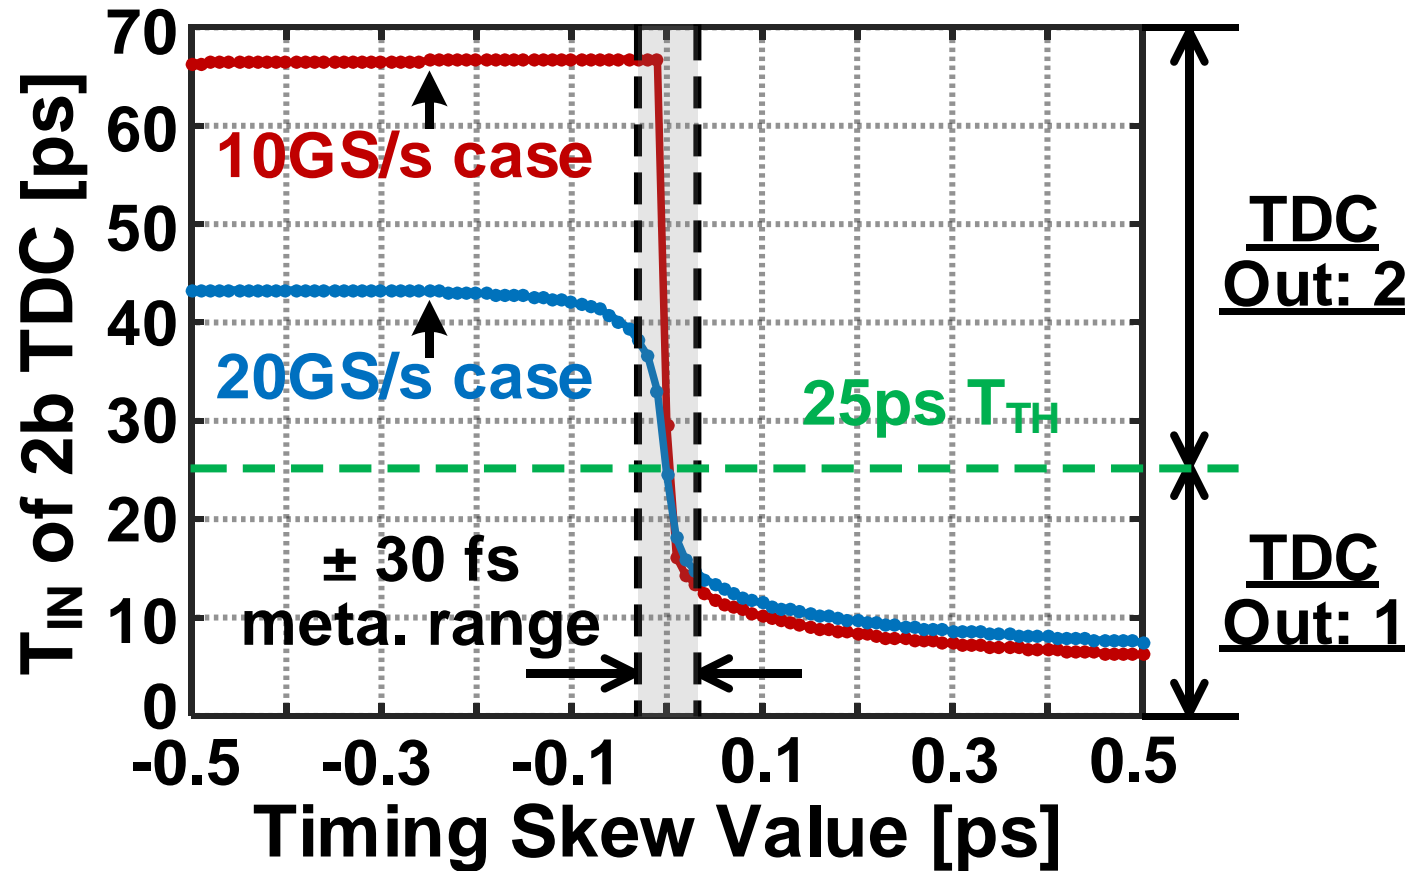 T_IN of 2b TDC [ps]
70
60
50
40
30
20
10
0
10GS/s case
20GS/s case
25ps T_TH
± 30 fs
meta. range
TDC
Out: 2
TDC
Out: 1
-0.5
-0.3
-0.1
0.1
0.3
0.5
Timing Skew Value [ps]